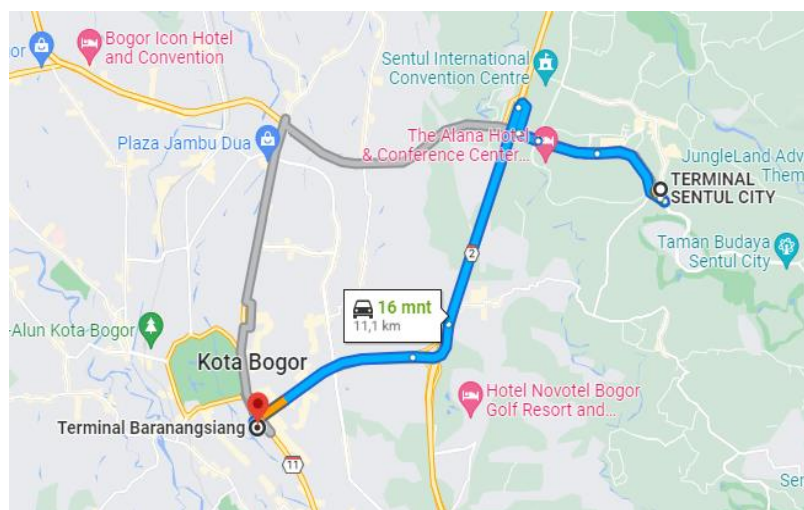 or
Bogor Icon Hotel
and Convention
Sentul International
Convention Centre
Plaza Jambu Dua
The Alana Hotel
& Conference Center...
JungleLand Adv
Them
TERMINAL
SENTUL CITY
Taman Budaya
Sentul City
2
16 mnt
11,1 km
-Alun Kota Bogor
Kota Bogor
Hotel Novotel Bogor
Golf Resort and...
Terminal Baranangsiang
11
Ser